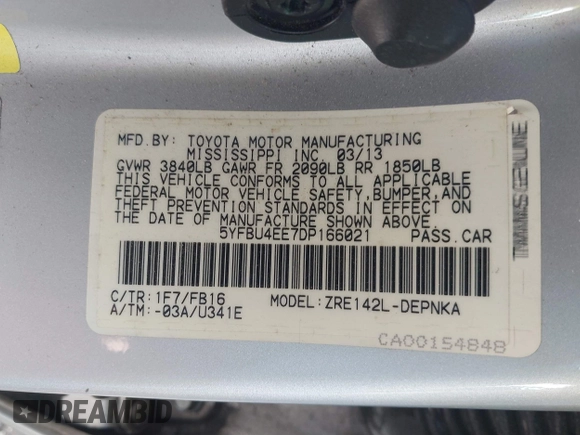 MFD.BY: TOYOTA MOTOR MANUFACTURING
MISSISSIPPI INC. 03/13
GVWR 3840LB GAWR FR 2090LB RR 1850LB
THIS VEHICLE CONFORMS TO ALL APPLICABLE
FEDERAL MOTOR VEHICLE SAFETY,BUMPER,AND
THEFT PREVENTION STANDARDS IN EFFECT ON
THE DATE OF MANUFACTURE SHOWN ABOVE.
5YFBU4EE7DP166021 PASS.CAR
C/TR:1F7/FB16 MODEL:ZRE142L-DEPNKA
A/TM:-03A/U341E
CA00154848
DREAMBID